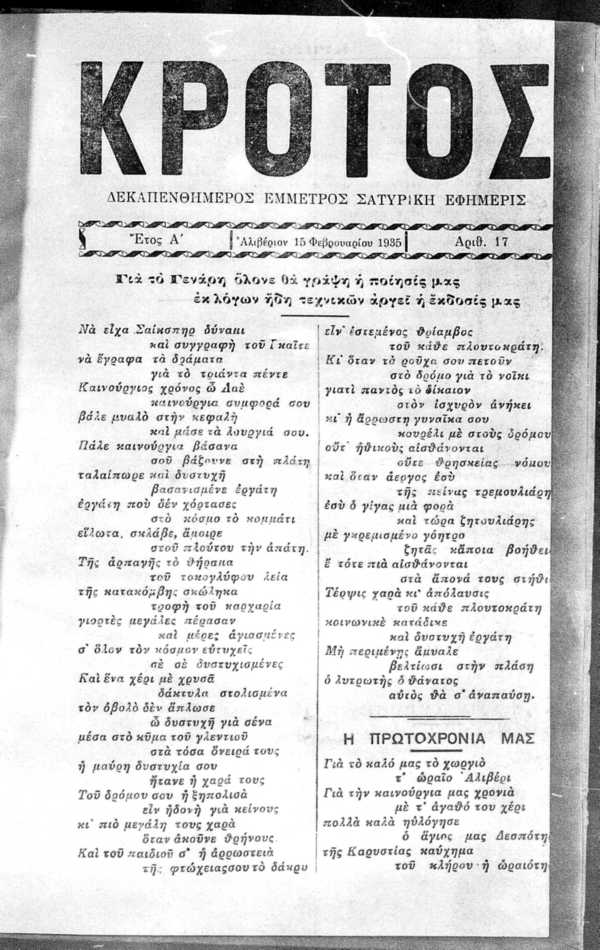 ΚΡΟΤΟΣ
ΔΕΚΑΠΕΝΘΗΜΕΡΟΣ ΕΜΜΕΤΡΟΣ ΣΑΤΥΡΙΚΗ ΕΦΗΜΕΡΙΣ
Ἔτος Α΄
Ἀλιβέριον 15 Φεβρουαρίου 1935
Ἀριθ. 17
Γιὰ τὸ Γενάρη ὅλονε θὰ γράψη ἡ ποίησίς μας
ἐκ λόγων ἤδη τεχνικῶν ἀργεῖ ἡ ἔκδοσίς μας
Νὰ εἶχα Σαίκσπηρ δύναμι
καὶ συγγραφὴ τοῦ Γκαῖτε
νὰ ἔγραφα τὰ δράματα
γιὰ τὸ τριάντα πέντε
Καινούργιος χρόνος ὦ Λαὲ
καινούργια συμφορά σου
βάλε μυαλὸ στὴν κεφαλὴ
καὶ μάσε τὰ λουργιά σου.
Πάλε καινούργια βάσανα
σοῦ βάζουνε στὴ πλάτη
ταλαίπωρε καὶ δυστυχῆ
βασανισμένε ἐργάτη
ἐργάτη ποὺ δὲν χόρτασες
στὸ κόσμο τὸ κομμάτι
εἵλωτα, σκλάβε, ἄμοιρε
στοῦ πλούτου τὴν ἀπάτη.
Τῆς ἁρπαγῆς τὸ θήραμα
τοῦ τοκογλύφου λεία
τῆς κατακόμβης σκώληκα
τροφὴ τοῦ καρχαρία
γιορτὲς μεγάλες πέρασαν
καὶ μέρες ἁγιασμένες
σ' ὅλον τὸν κόσμον εὐτυχεῖς
σὲ σὲ δυστυχισμένες
Καὶ ἕνα χέρι μὲ χρυσᾶ
δάκτυλα στολισμένα
τὸν ὀβολὸ δὲν ἅπλωσε
ὦ δυστυχῆ γιὰ σένα
μέσα στὸ κῦμα τοῦ γλεντιοῦ
στὰ τόσα ὄνειρά τους
ἡ μαύρη δυστυχία σου
ἤτανε ἡ χαρά τους
Τοῦ δρόμου σου ἡ ξηπολισὰ
εἶν ἡδονὴ γιὰ κείνους
κι' πιὸ μεγάλη τους χαρὰ
ὅταν ἀκοῦνε θρήνους.
Καὶ τοῦ παιδιοῦ σ' ἡ ἀρρωστειὰ
τῆς φτώχειας σου τὸ δάκρυ
εἶν' ἑστεμένος θρίαμβος
τοῦ κάθε πλουτοκράτη.
Κι' ὅταν τὸ ροῦχα σου πετοῦν
στὸ δρόμο γιὰ τὸ νοῖκι
γιατὶ παντὸς τὸ δίκαιον
στὸν ἰσχυρὸν ἀνήκει
κι' ἡ ἄρρωστη γυναῖκα σου
κουρέλι μὲ στοὺς δρόμου
οὔτ' ἠθικοὺς αἰσθάνονται
οὔτε θρησκείας νόμου
καὶ ὅταν ἄεργος ἐσὺ
τῆς πείνας τρεμουλιάρη
ἐσὺ ὁ γίγας μιὰ φορὰ
καὶ τώρα ζητουλιάρης
μὲ γκρεμισμένο γόητρο
ζητᾶς κάποια βοήθει
ἒ τότε πιὰ αἰσθάνονται
στὰ ἄπονά τους στήθι
Τέρψις χαρὰ κι' ἀπόλαυσις
τοῦ κάθε πλουτοκράτη
κοινωνικὲ κατάδικε
καὶ δυστυχῆ ἐργάτη
Μὴ περιμένης ἄμυαλε
βελτίωσι στὴν πλάση
ὁ λυτρωτὴς ὁ θάνατος
αὐτὸς θὰ σ' ἀναπαύση.
Η ΠΡΩΤΟΧΡΟΝΙΑ ΜΑΣ
Γιὰ τὸ καλό μας τὸ χωργιὸ
τ' ὡραῖο Ἀλιβέρι
Γιὰ τὴν καινούργια μας χρονιὰ
μὲ τ' ἀγαθό του χέρι
πολλὰ καλὰ ηὐλόγησε
ὁ ἅγιος μας Δεσπότη
τῆς Καρυστίας καύχημα
τοῦ κλήρου ἡ ὡραιότη